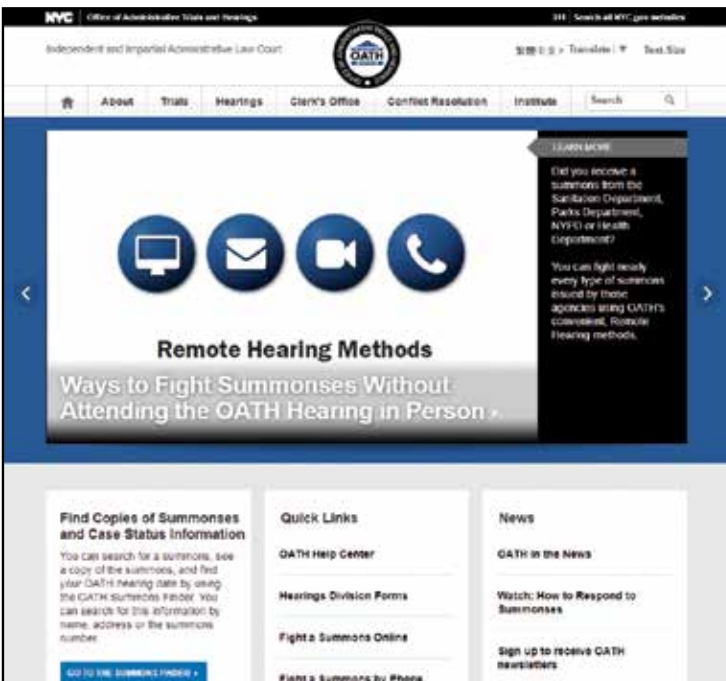 NYC Office of Administrative Trials and Hearings
311 Search all NYC.gov websites
Independent and Impartial Administrative Law Court
OATH
繁體中文 Translate Text Size
About Trials Hearings Clerk's Office Conflict Resolution Institute Search
LEARN MORE
Did you receive a
summons from the
Sanitation Department,
Parks Department,
NYPD or Health
Department?
You can fight nearly
every type of summons
issued by those
agencies using OATH's
convenient, Remote
Hearing methods.
Remote Hearing Methods
Ways to Fight Summonses Without
Attending the OATH Hearing in Person
Find Copies of Summonses
and Case Status Information
You can search for a summons, see
a copy of the summons, and find
your OATH hearing date by using
the OATH Summons Finder. You
can search for this information by
name, address or the summons
number.
GO TO THE SUMMONS FINDER
Quick Links
OATH Help Center
Hearings Division Forms
Fight a Summons Online
Fight a Summons by Phone
News
OATH in the News
Watch: How to Respond to
Summonses
Sign up to receive OATH
newsletters